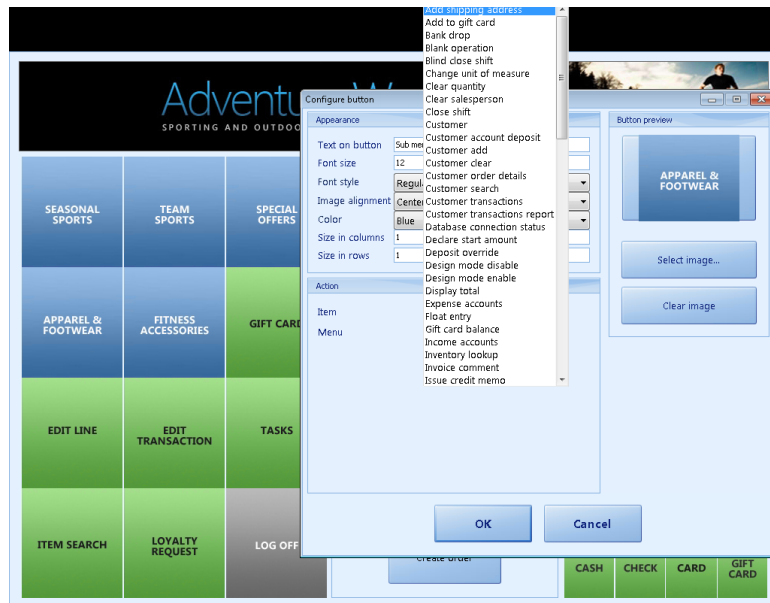 Adventu
SPORTING AND OUTDOO
SEASONAL
SPORTS
TEAM
SPORTS
SPECIAL
OFFERS
APPAREL &
FOOTWEAR
FITNESS
ACCESSORIES
GIFT CARD
EDIT LINE
EDIT
TRANSACTION
TASKS
ITEM SEARCH
LOYALTY
REQUEST
LOG OFF
Configure button
Appearance
Text on button
Sub mer
Font size
12
Font style
Regul
Image alignment
Center
Color
Blue
Size in columns
1
Size in rows
1
Action
Item
Menu
Add shipping address
Add to gift card
Bank drop
Blank operation
Blind close shift
Change unit of measure
Clear quantity
Clear salesperson
Close shift
Customer
Customer account deposit
Customer add
Customer clear
Customer order details
Customer search
Customer transactions
Customer transactions report
Database connection status
Declare start amount
Deposit override
Design mode disable
Design mode enable
Display total
Expense accounts
Float entry
Gift card balance
Income accounts
Inventory lookup
Invoice comment
Issue credit memo
Button preview
APPAREL &
FOOTWEAR
Select image...
Clear image
OK
Cancel
Create order
CASH
CHECK
CARD
GIFT
CARD